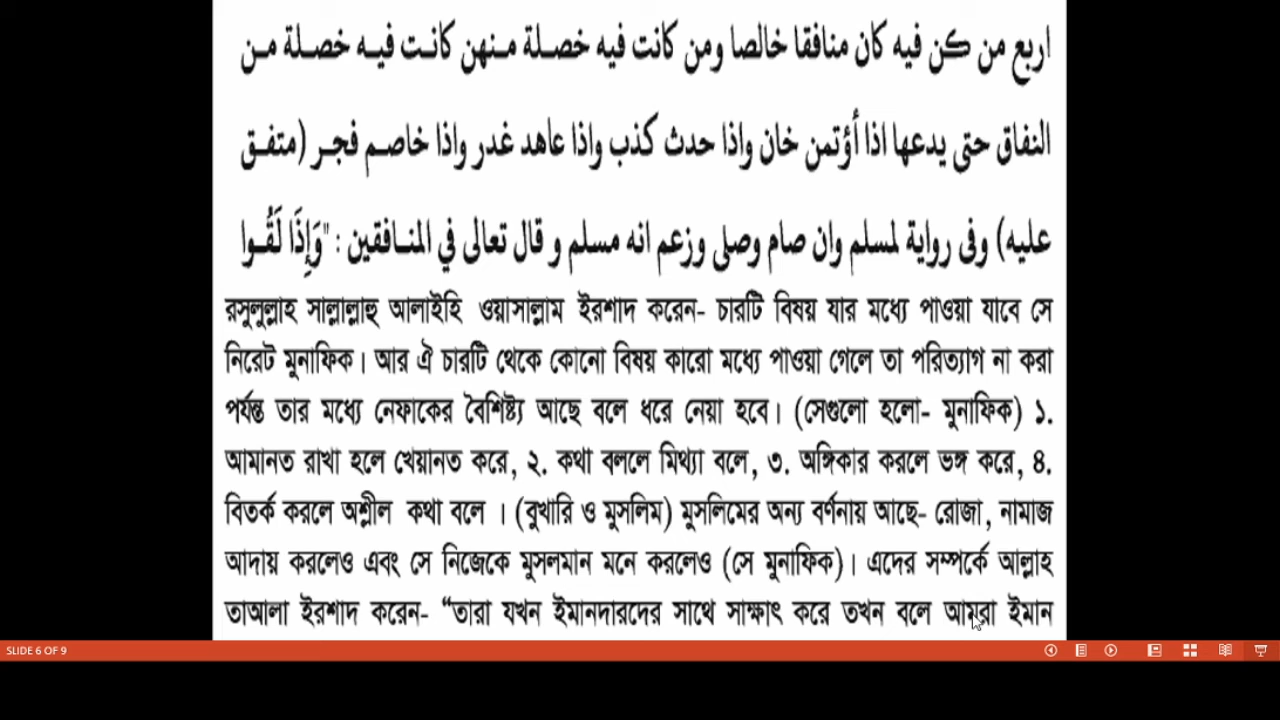 اربع من كن فيه كان منافقا خالصا ومن كانت فيه خصلة منهن كانت فيه خصلة من
النفاق حتى يدعها اذا أؤتمن خان واذا حدث كذب واذا عاهد غدر واذا خاصم فجر (متفق
عليه) وفى رواية لمسلم وان صام وصلى وزعم انه مسلم و قال تعالى في المنافقين : "وَإِذَا لَقُوا
রসুলুল্লাহ সাল্লাল্লাহু আলাইহি ওয়াসাল্লাম ইরশাদ করেন- চারটি বিষয় যার মধ্যে পাওয়া যাবে সে
নিরেট মুনাফিক। আর ঐ চারটি থেকে কোনো বিষয় কারো মধ্যে পাওয়া গেলে তা পরিত্যাগ না করা
পর্যন্ত তার মধ্যে নেফাকের বৈশিষ্ট্য আছে বলে ধরে নেয়া হবে। (সেগুলো হলো- মুনাফিক) ১.
আমানত রাখা হলে খেয়ানত করে, ২. কথা বললে মিথ্যা বলে, ৩. অঙ্গিকার করলে ভঙ্গ করে, ৪.
বিতর্ক করলে অশ্লীল কথা বলে । (বুখারি ও মুসলিম) মুসলিমের অন্য বর্ণনায় আছে- রোজা, নামাজ
আদায় করলেও এবং সে নিজেকে মুসলমান মনে করলেও (সে মুনাফিক)। এদের সম্পর্কে আল্লাহ
তাআলা ইরশাদ করেন- “তারা যখন ইমানদারদের সাথে সাক্ষাৎ করে তখন বলে আমরা ইমান
SLIDE 6 OF 9